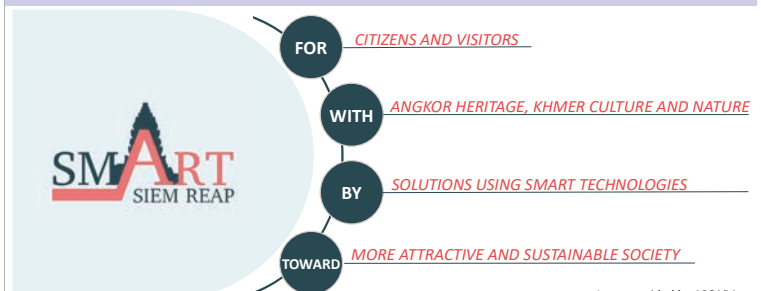 FOR
CITIZENS AND VISITORS
WITH
ANGKOR HERITAGE, KHMER CULTURE AND NATURE
SMART
SIEM REAP
BY
SOLUTIONS USING SMART TECHNOLOGIES
TOWARD
MORE ATTRACTIVE AND SUSTAINABLE SOCIETY